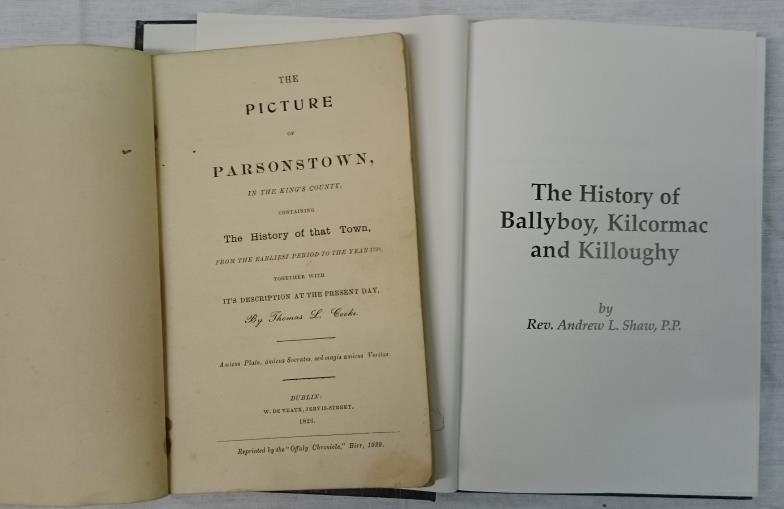 THE
PICTURE
OF
PARSONSTOWN,
IN THE KING'S COUNTY,
CONTAINING
The History of that Town,
FROM THE EARLIEST PERIOD TO THE YEAR
TOGETHER WITH
IT'S DESCRIPTION AT THE PRESENT DAY,
By Thomas L. Cooke.
Amicus Plato, amicus Socrates, sed magis amicus Veritas.
DUBLIN:
W. DE VEAUX, JERVIS-STREET,
1826.
Reprinted by the "Offaly Chronicle," Birr,
The History of
Ballyboy, Kilcormac
and Killoughy
by
Rev. Andrew L. Shaw, P.P.